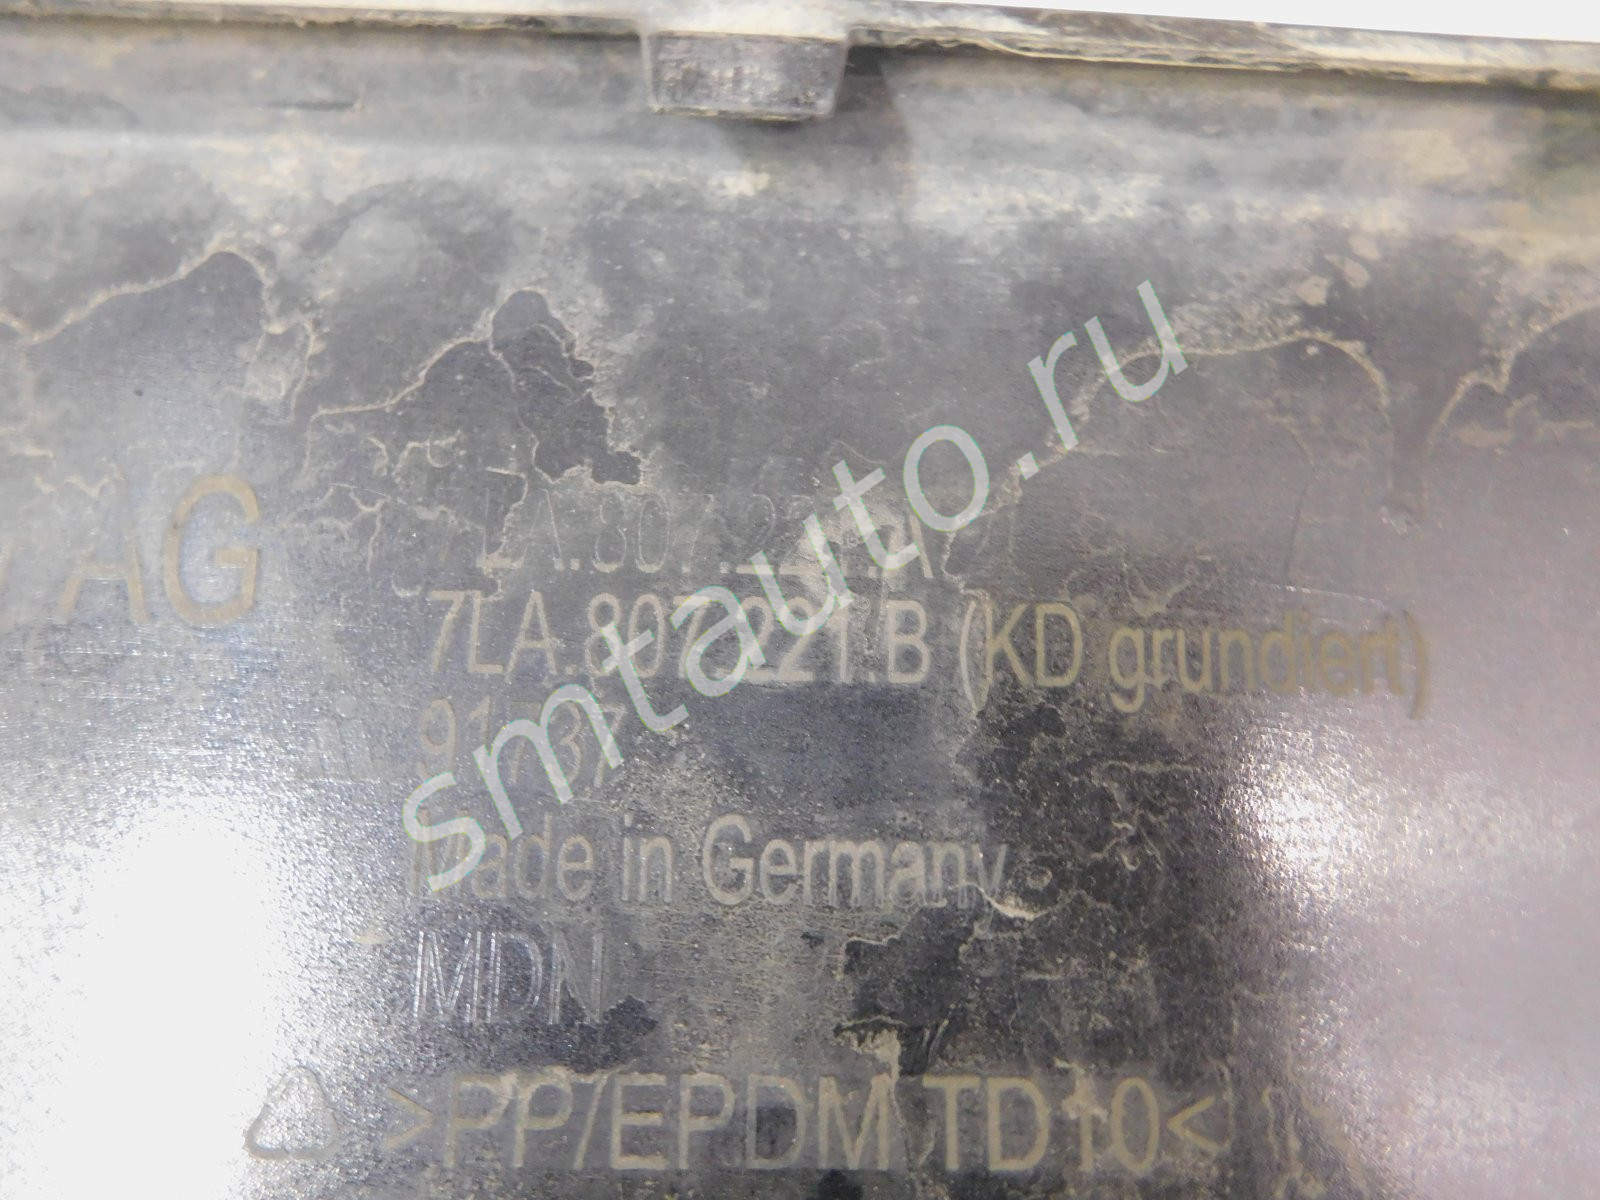 AG
7LA.807.221.B (KD grundiert)
Made in Germany
MDN
>PP/EPDM TD10<
smtauto.ru